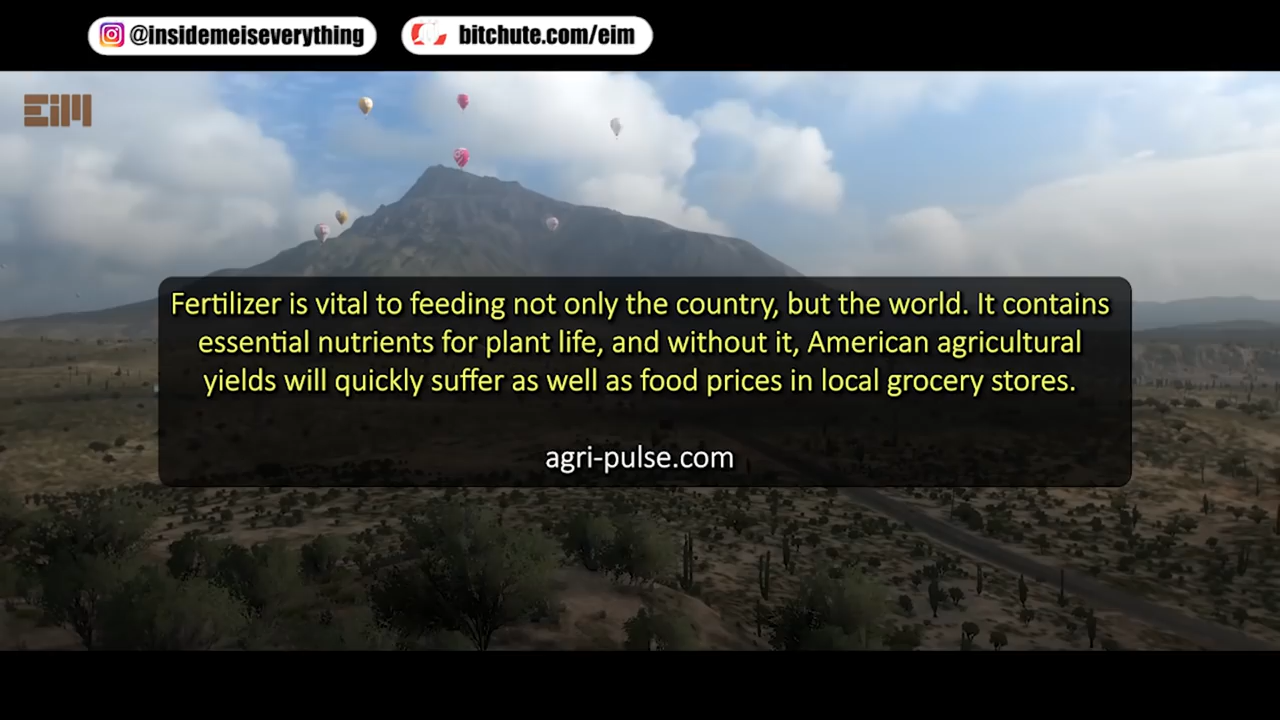 @insidemeiseverything
bitchute.com/eim
EiM
Fertilizer is vital to feeding not only the country, but the world. It contains
essential nutrients for plant life, and without it, American agricultural
yields will quickly suffer as well as food prices in local grocery stores.
agri-pulse.com